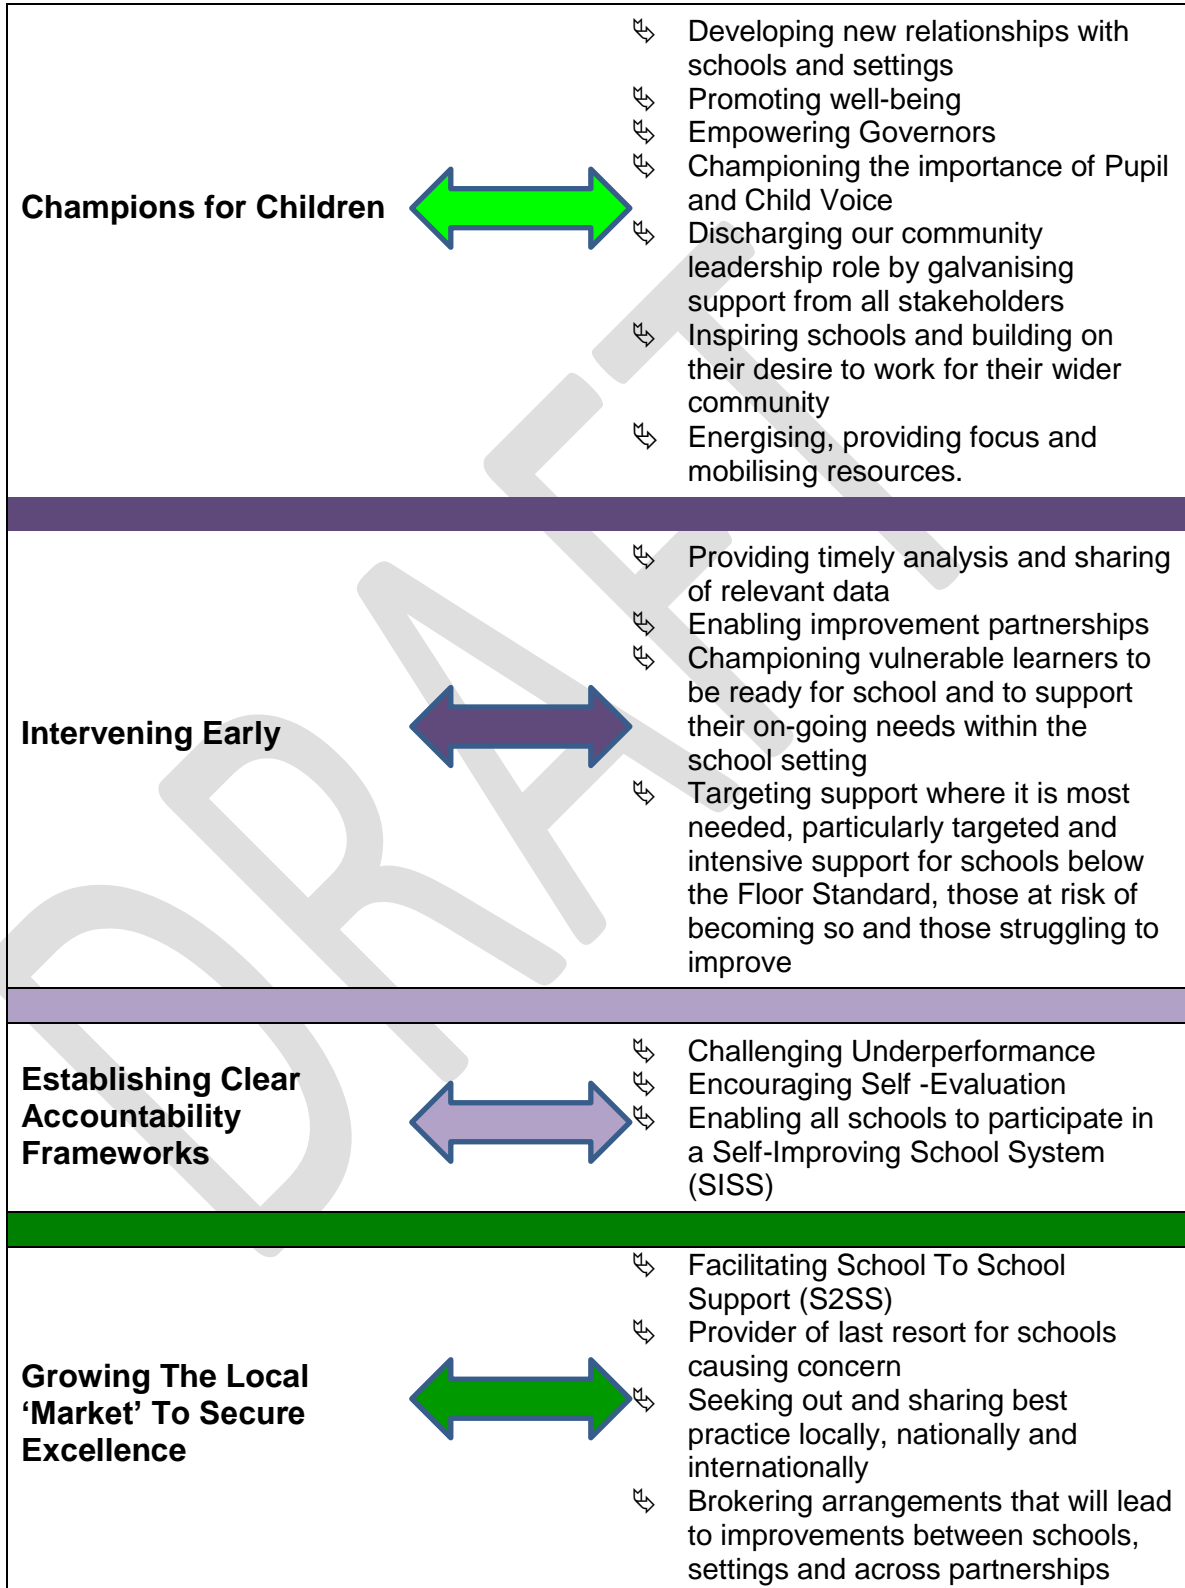 Developing new relationships with
schools and settings
Promoting well-being
Empowering Governors
Championing the importance of Pupil
and Child Voice
Discharging our community
leadership role by galvanising
support from all stakeholders
Inspiring schools and building on
their desire to work for their wider
community
Energising, providing focus and
mobilising resources.
Champions for Children
Providing timely analysis and sharing
of relevant data
Enabling improvement partnerships
Championing vulnerable learners to
be ready for school and to support
their on-going needs within the
school setting
Targeting support where it is most
needed, particularly targeted and
intensive support for schools below
the Floor Standard, those at risk of
becoming so and those struggling to
improve
Intervening Early
Challenging Underperformance
Encouraging Self -Evaluation
Enabling all schools to participate in
a Self-Improving School System
(SISS)
Establishing Clear
Accountability
Frameworks
Facilitating School To School
Support (S2SS)
Provider of last resort for schools
causing concern
Seeking out and sharing best
practice locally, nationally and
internationally
Brokering arrangements that will lead
to improvements between schools,
settings and across partnerships
Growing The Local
‘Market’ To Secure
Excellence
DRAFT